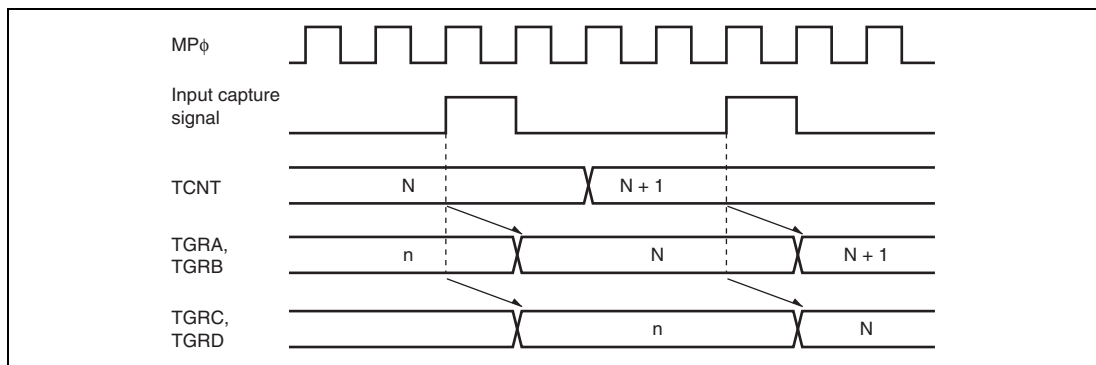 MPϕ
Input capture
signal
TCNT
N
N + 1
TGRA,
TGRB
n
N
N + 1
TGRC,
TGRD
n
N